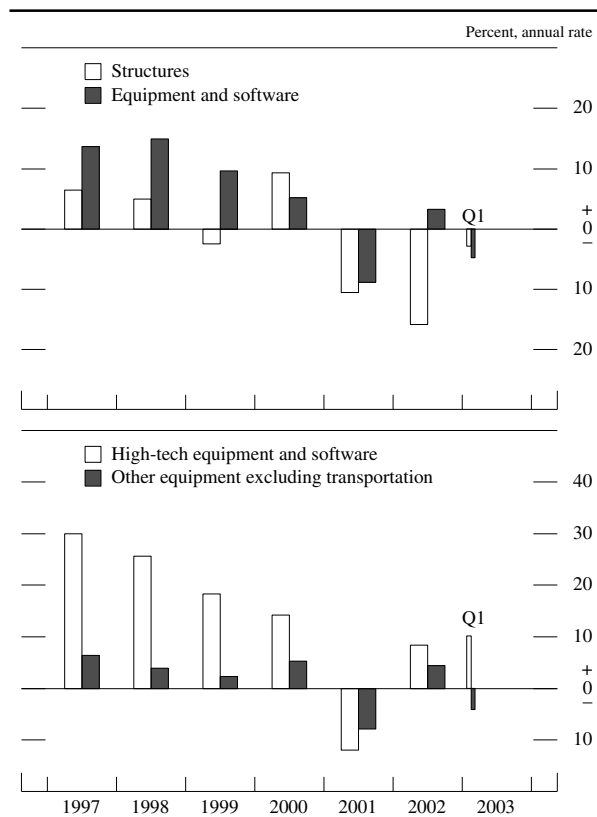 Percent, annual rate
Structures
Equipment and software
20
10
Q1
+
0
–
10
20
High-tech equipment and software
Other equipment excluding transportation
40
30
20
10
Q1
+
0
–
10
1997 1998 1999 2000 2001 2002 2003